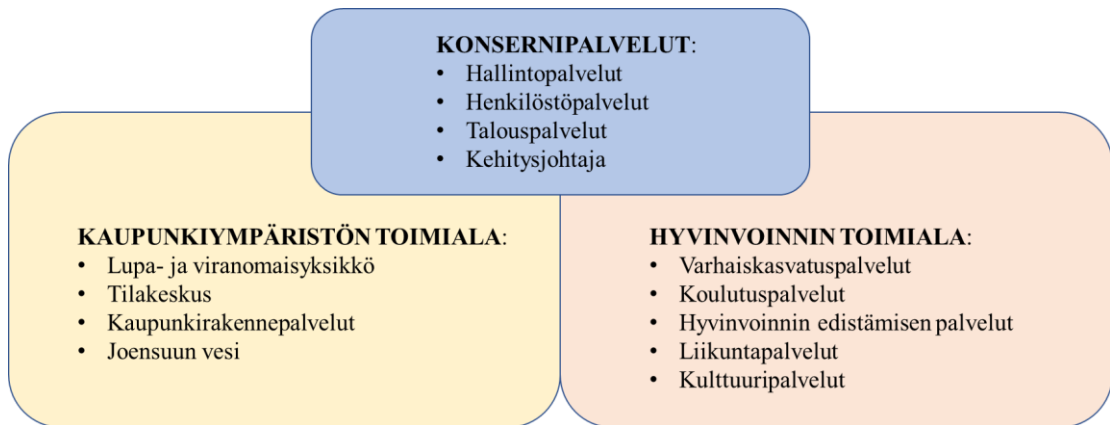 KONSERNIPALVELUT:
• Hallintopalvelut
• Henkilöstöpalvelut
• Talouspalvelut
• Kehitysjohtaja
KAUPUNKIYMPÄRISTÖN TOIMIALA:
• Lupa- ja viranomaisyksikkö
• Tilakeskus
• Kaupunkirakennepalvelut
• Joensuun vesi
HYVINVOINNIN TOIMIALA:
• Varhaiskasvatuspalvelut
• Koulutuspalvelut
• Hyvinvoinnin edistämisen palvelut
• Liikuntapalvelut
• Kulttuuripalvelut